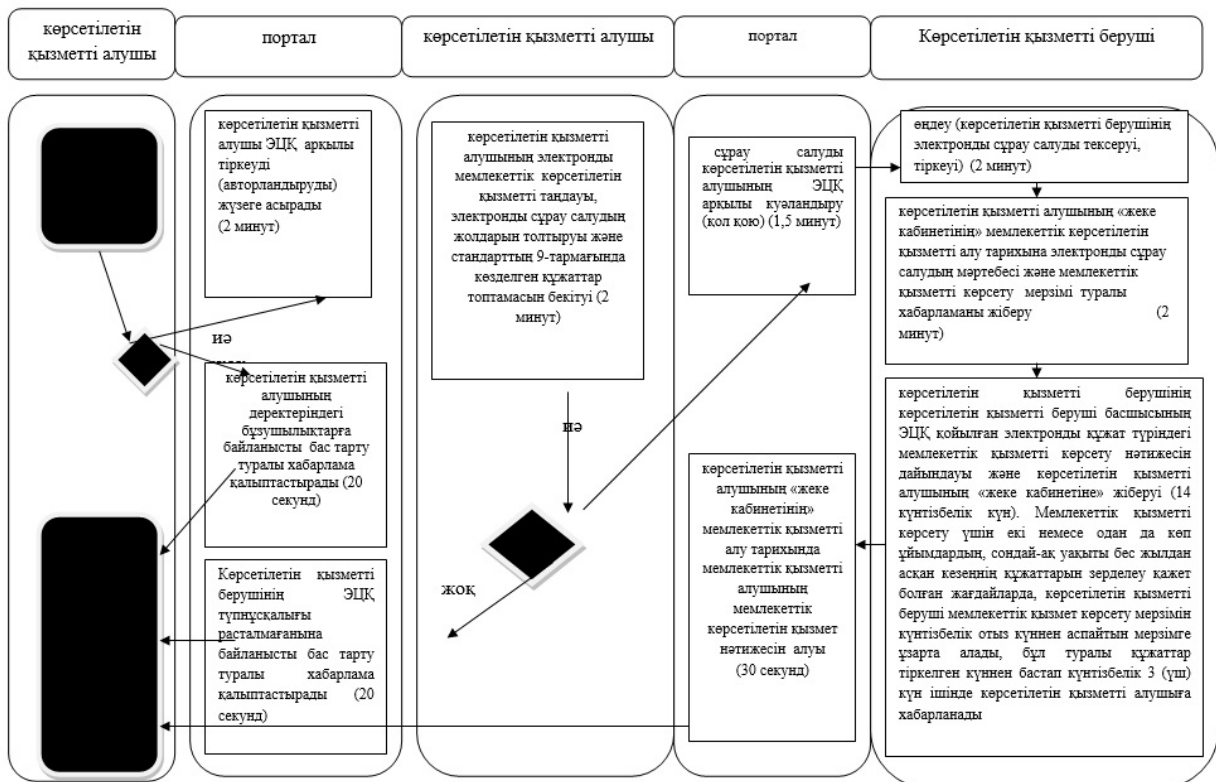 көрсетілетін
қызметті алушы
портал
көрсетілетін қызметті алушы
портал
Көрсетілетін қызметті беруші
көрсетілетін қызметті
алушы ЭЦҚ арқылы
тіркеуді
(авторландыруды)
жүзеге асырады
(2 минут)
иә
көрсетілетін қызметті
алушының
деректеріндегі
бұзушылықтарға
байланысты бас тарту
туралы хабарлама
қалыптастырады (20
секунд)
Көрсетілетін қызметті
берушінің ЭЦҚ
түпнұсқалығы
расталмағанына
байланысты бас тарту
туралы хабарлама
қалыптастырады (20
секунд)
көрсетілетін қызметті
алушының электронды
мемлекеттік көрсетілетін
қызметті таңдауы,
электронды сұрау салудың
жолдарын толтыруы және
стандарттың 9-тармағында
көзделген құжаттар
топтамасын бекітуі (2
минут)
иә
жоқ
сұрау салуды
көрсетілетін қызметті
алушының ЭЦҚ
арқылы куәландыру
(қол қою) (1,5 минут)
көрсетілетін қызметті
алушының «жеке
кабинетінің»
мемлекеттік қызметті
алу тарихында
мемлекеттік қызметті
алушының
мемлекеттік
көрсетілетін қызмет
нәтижесін алуы
(30 секунд)
өңдеу (көрсетілетін қызметті берушінің
электронды сұрау салуды тексеруі,
тіркеуі) (2 минут)
көрсетілетін қызметті алушының «жеке
кабинетінің» мемлекеттік көрсетілетін
қызметті алу тарихына электронды сұрау
салудың мәртебесі және мемлекеттік
қызметті көрсету мерзімі туралы
хабарламаны жіберу (2
минут)
көрсетілетін қызметті берушінің
көрсетілетін қызметті беруші басшысының
ЭЦҚ қойылған электронды құжат түріндегі
мемлекеттік қызметті көрсету нәтижесін
дайындауы және көрсетілетін қызметті
алушының «жеке кабинетіне» жіберуі (14
күнтізбелік күн). Мемлекеттік қызметті
көрсету үшін екі немесе одан да көп
ұйымдардың, сондай-ақ уақыты бес жылдан
асқан кезеңнің құжаттарын зерделеу қажет
болған жағдайларда, көрсетілетін қызметті
беруші мемлекеттік қызмет көрсету мерзімін
күнтізбелік отыз күннен аспайтын мерзімге
ұзарта алады, бұл туралы құжаттар
тіркелген күннен бастап күнтізбелік 3 (үш)
күн ішінде көрсетілетін қызметті алушыға
хабарланады